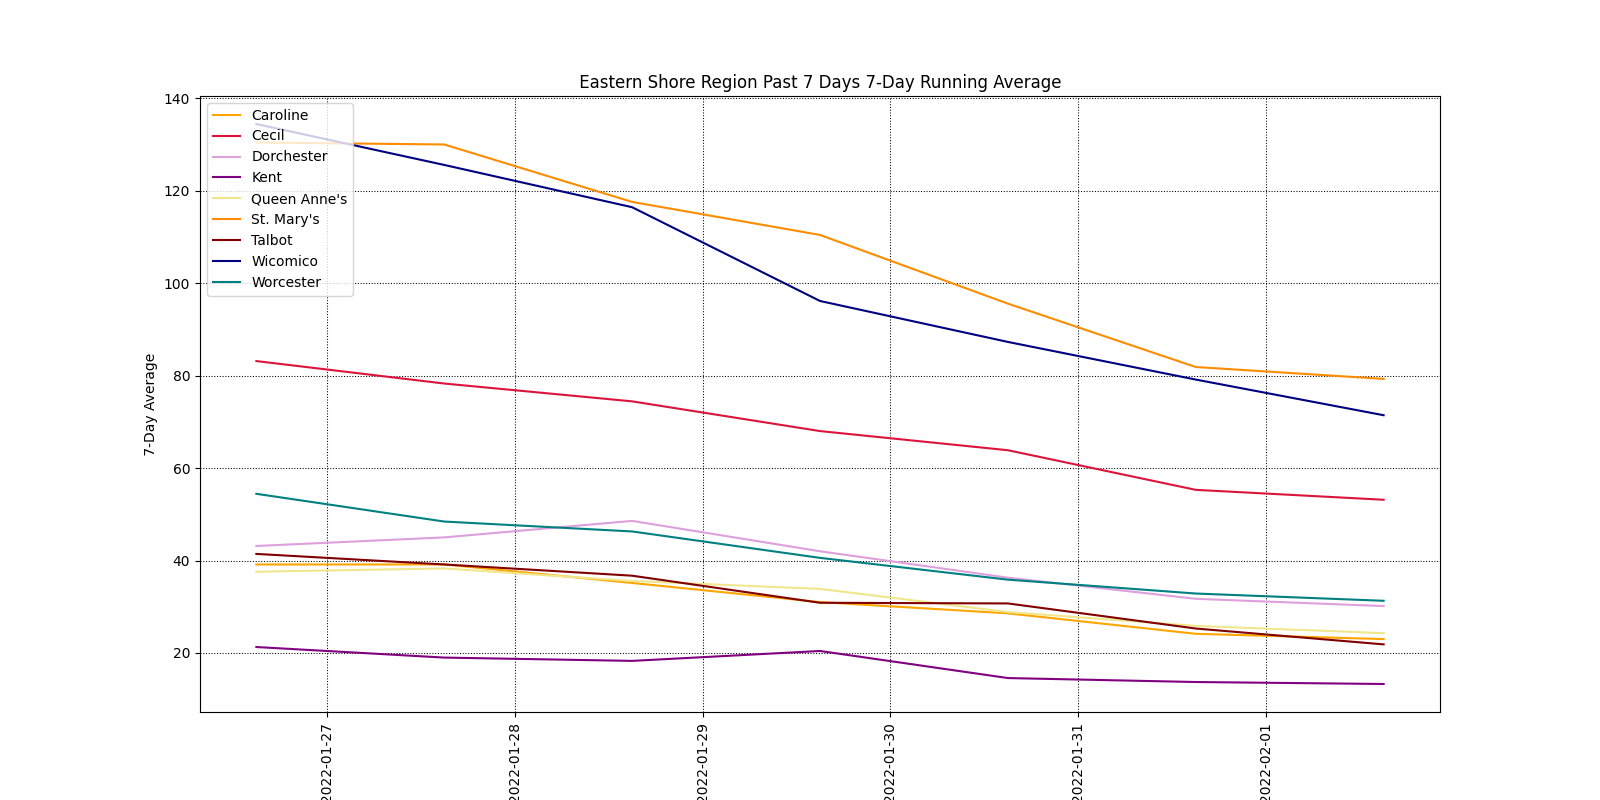 Eastern Shore Region Past 7 Days 7-Day Running Average
140
120
100
80
60
40
20
7-Day Average
Caroline
Cecil
Dorchester
Kent
Queen Anne's
St. Mary's
Talbot
Wicomico
Worcester
2022-01-27
2022-01-28
2022-01-29
2022-01-30
2022-01-31
2022-02-01